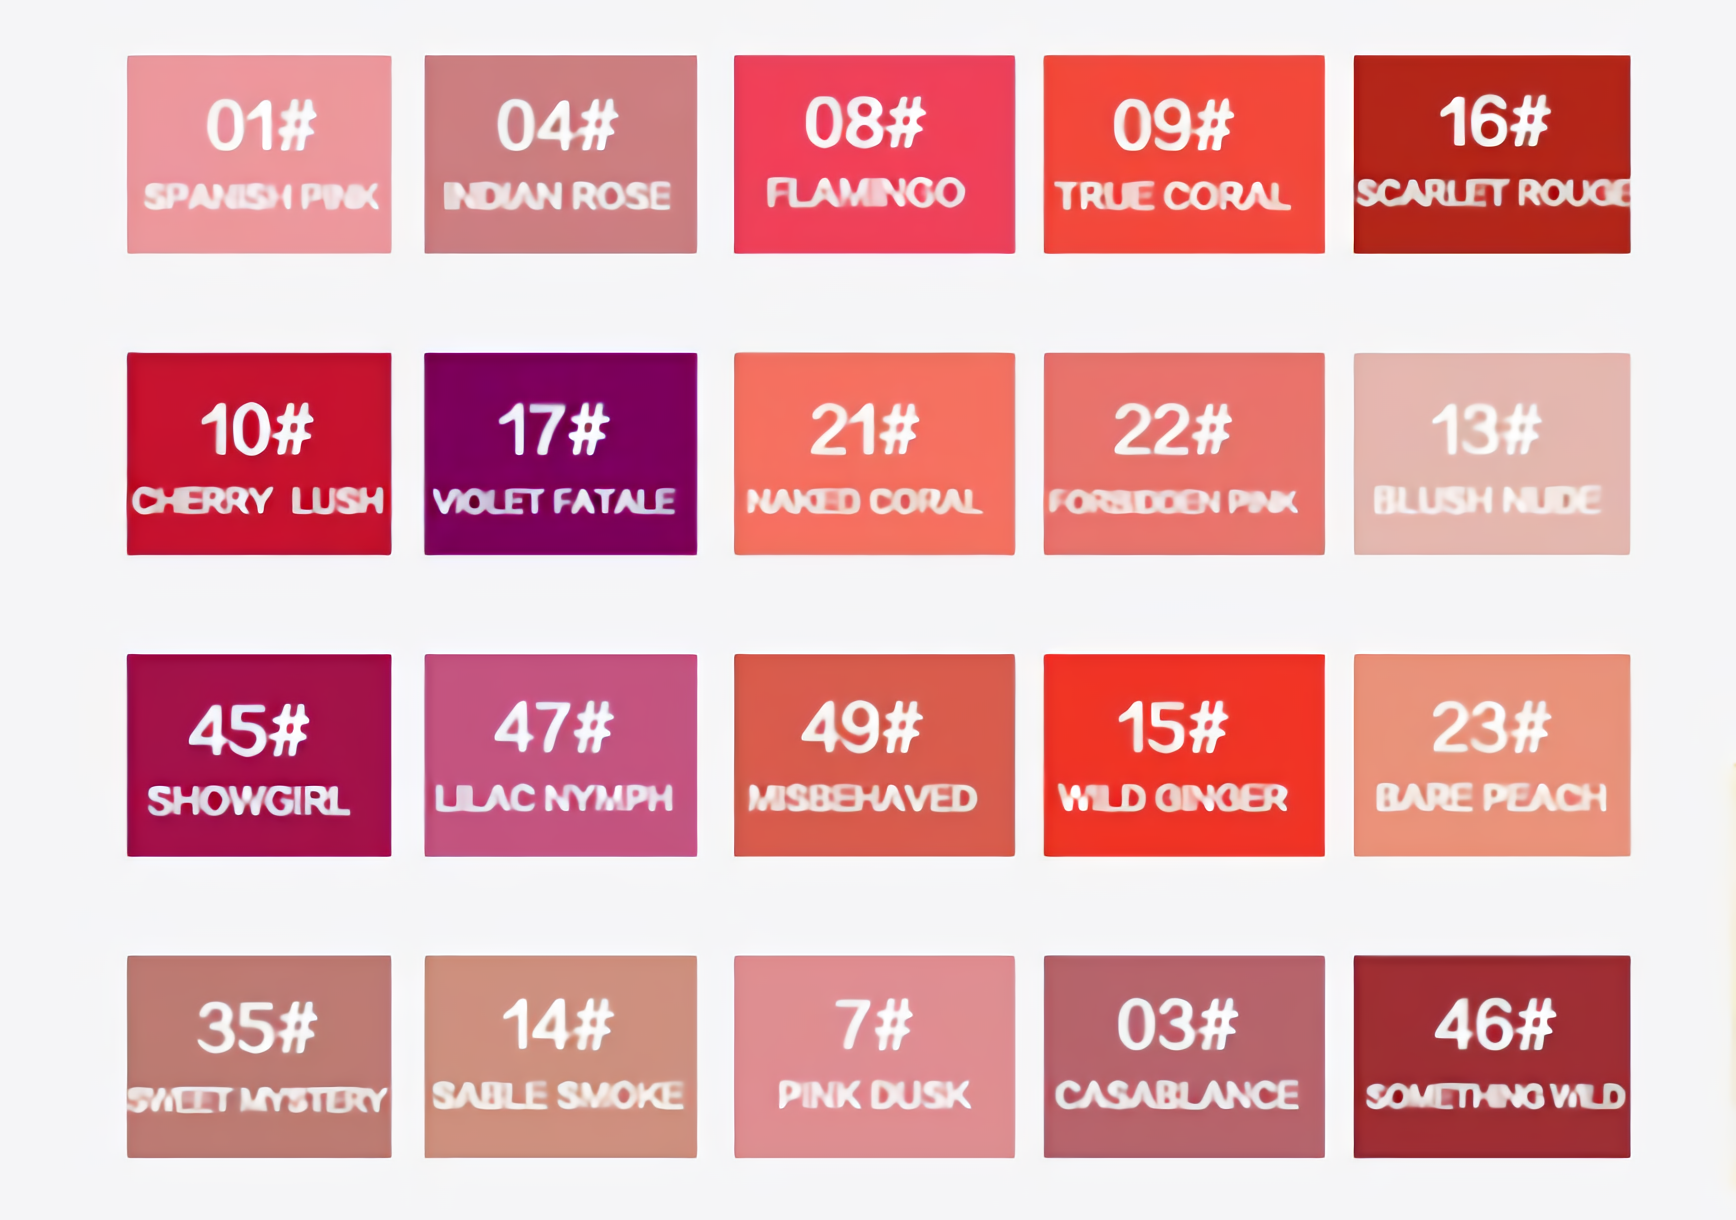 01#
SPANISH PINK
04#
INDIAN ROSE
08#
FLAMINGO
09#
TRUE CORAL
16#
SCARLET ROUGE
10#
CHERRY LUSH
17#
VIOLET FATALE
21#
NAKED CORAL
22#
FORBIDDEN PINK
13#
BLUSH NUDE
45#
SHOWGIRL
47#
LILAC NYMPH
49#
MISBEHAVED
15#
WILD GINGER
23#
BARE PEACH
35#
SWEET MYSTERY
14#
SABLE SMOKE
7#
PINK DUSK
03#
CASABLANCE
46#
SOMETHING WILD